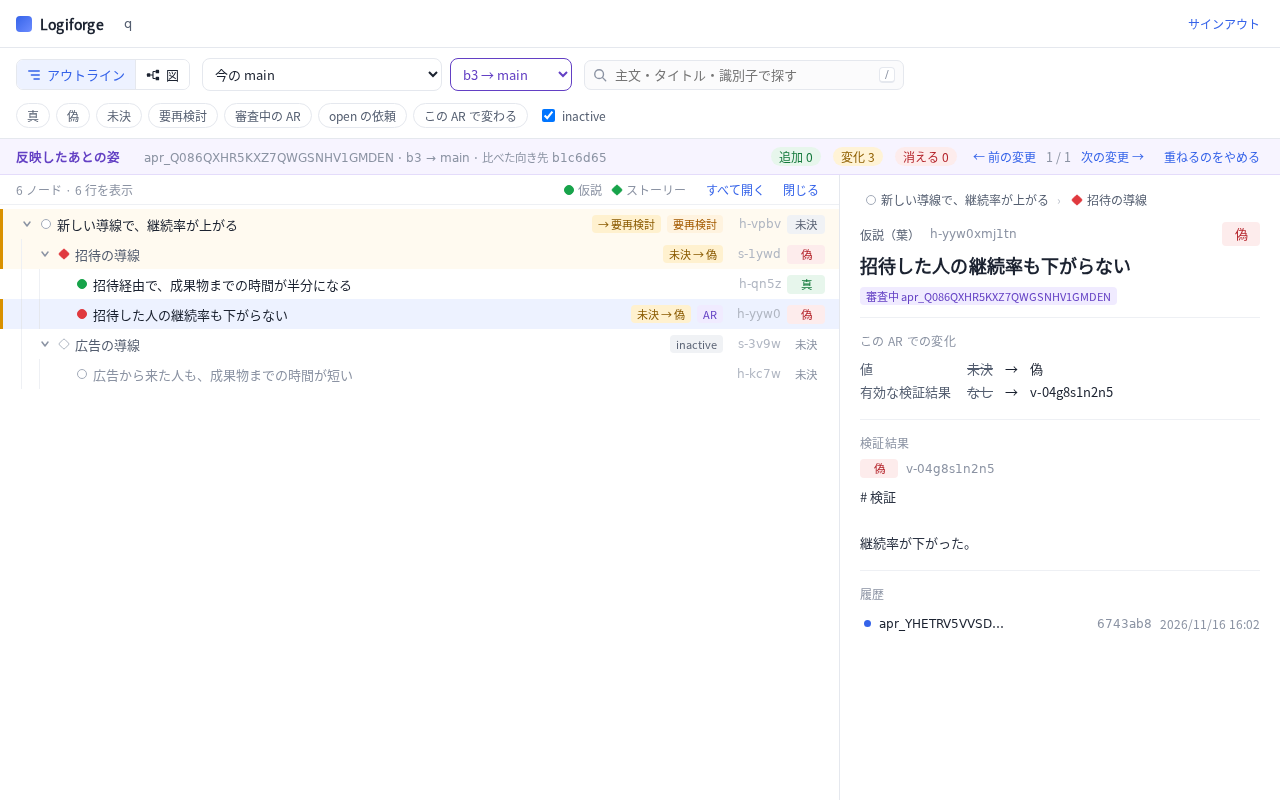 Logiforge q サインアウト
アウトライン 図 今の main b3 → main 主文・タイトル・識別子で探す /
真 偽 未決 要再検討 審査中の AR open の依頼 この AR で変わる inactive
反映したあとの姿 apr_Q086QXHR5KXZ7QWGSNHV1GMDEN · b3 → main · 比べた向き先 b1c6d65 追加 0 変化 3 消える 0 ← 前の変更 1 / 1 次の変更 → 重ねるのをやめる
6 ノード · 6 行を表示 仮説 ストーリー すべて開く 閉じる
新しい導線で、継続率が上がる → 要再検討 要再検討 h-vpbv 未決
招待の導線 未決 → 偽 s-1ywd 偽
招待経由で、成果物までの時間が半分になる h-qn5z 真
招待した人の継続率も下がらない 未決 → 偽 AR h-yyw0 偽
広告の導線 inactive s-3v9w 未決
広告から来た人も、成果物までの時間が短い h-kc7w 未決
新しい導線で、継続率が上がる › 招待の導線
仮説（葉） h-yyw0xmj1tn 偽
招待した人の継続率も下がらない
審査中 apr_Q086QXHR5KXZ7QWGSNHV1GMDEN
この AR での変化
値 未決 → 偽
有効な検証結果 なし → v-04g8s1n2n5
検証結果
偽 v-04g8s1n2n5
# 検証
継続率が下がった。
履歴
apr_YHETRV5VVSD… 6743ab8 2026/11/16 16:02